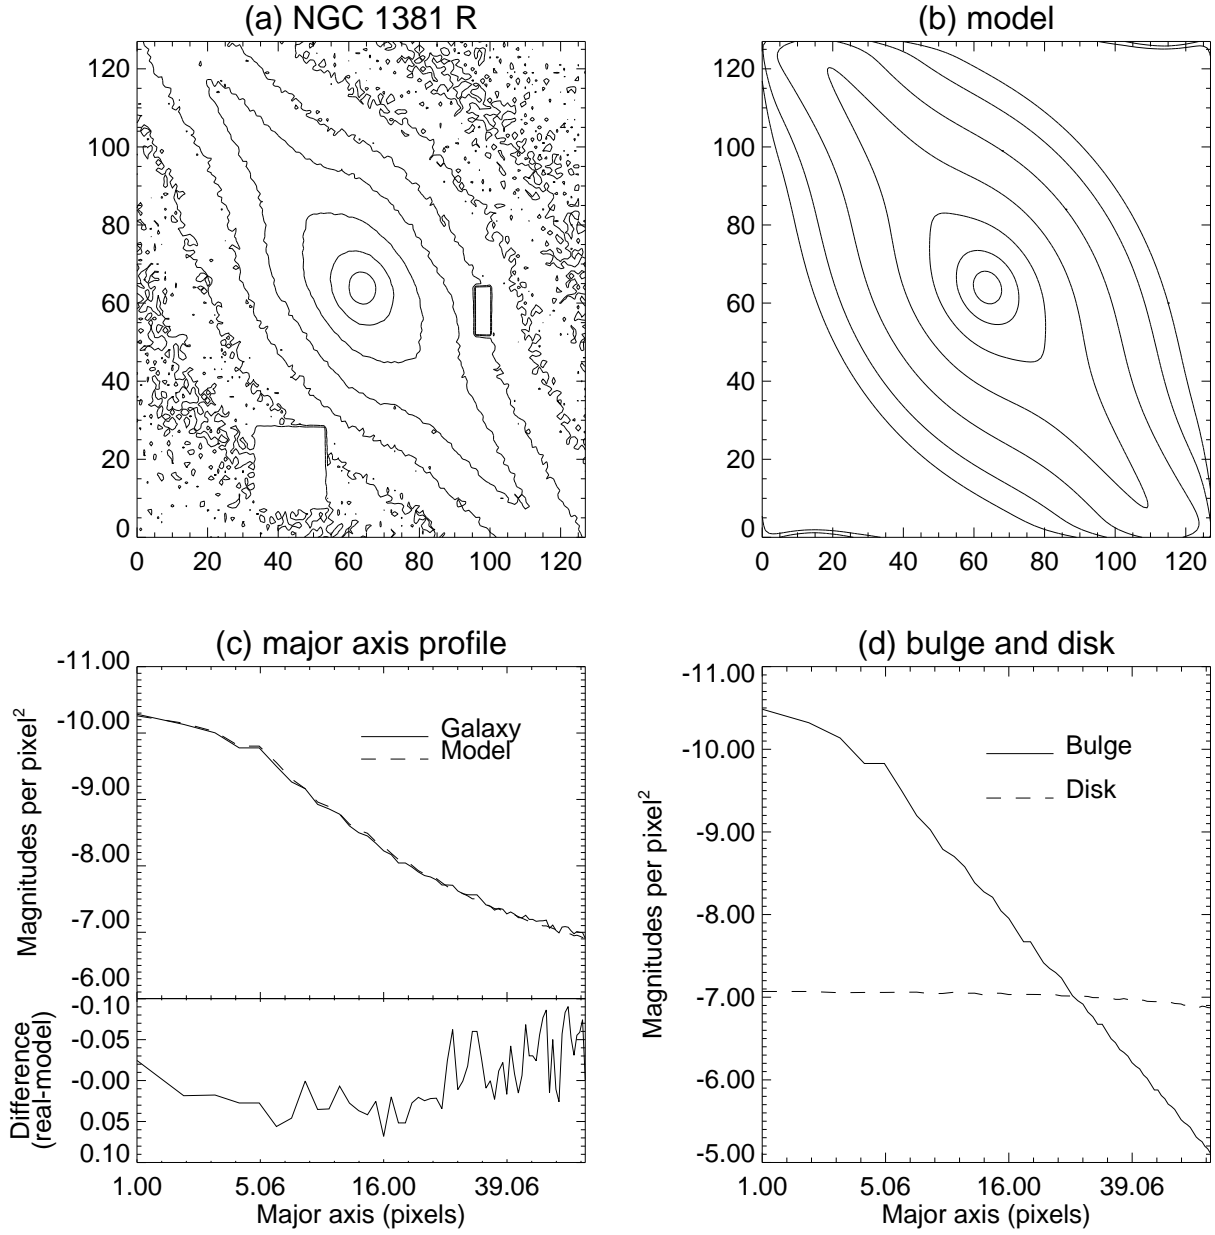 (a) NGC 1381 R
(b) model
120
100
80
60
40
20
0
0 20 40 60 80 100 120
120
100
80
60
40
20
0
0 20 40 60 80 100 120
(c) major axis profile
(d) bulge and disk
Magnitudes per pixel²
-11.00
-10.00
-9.00
-8.00
-7.00
-6.00
Galaxy
Model
Difference
(real-model)
-0.10
-0.05
-0.00
0.05
0.10
1.00 5.06 16.00 39.06
Major axis (pixels)
Magnitudes per pixel²
-11.00
-10.00
-9.00
-8.00
-7.00
-6.00
-5.00
Bulge
Disk
1.00 5.06 16.00 39.06
Major axis (pixels)